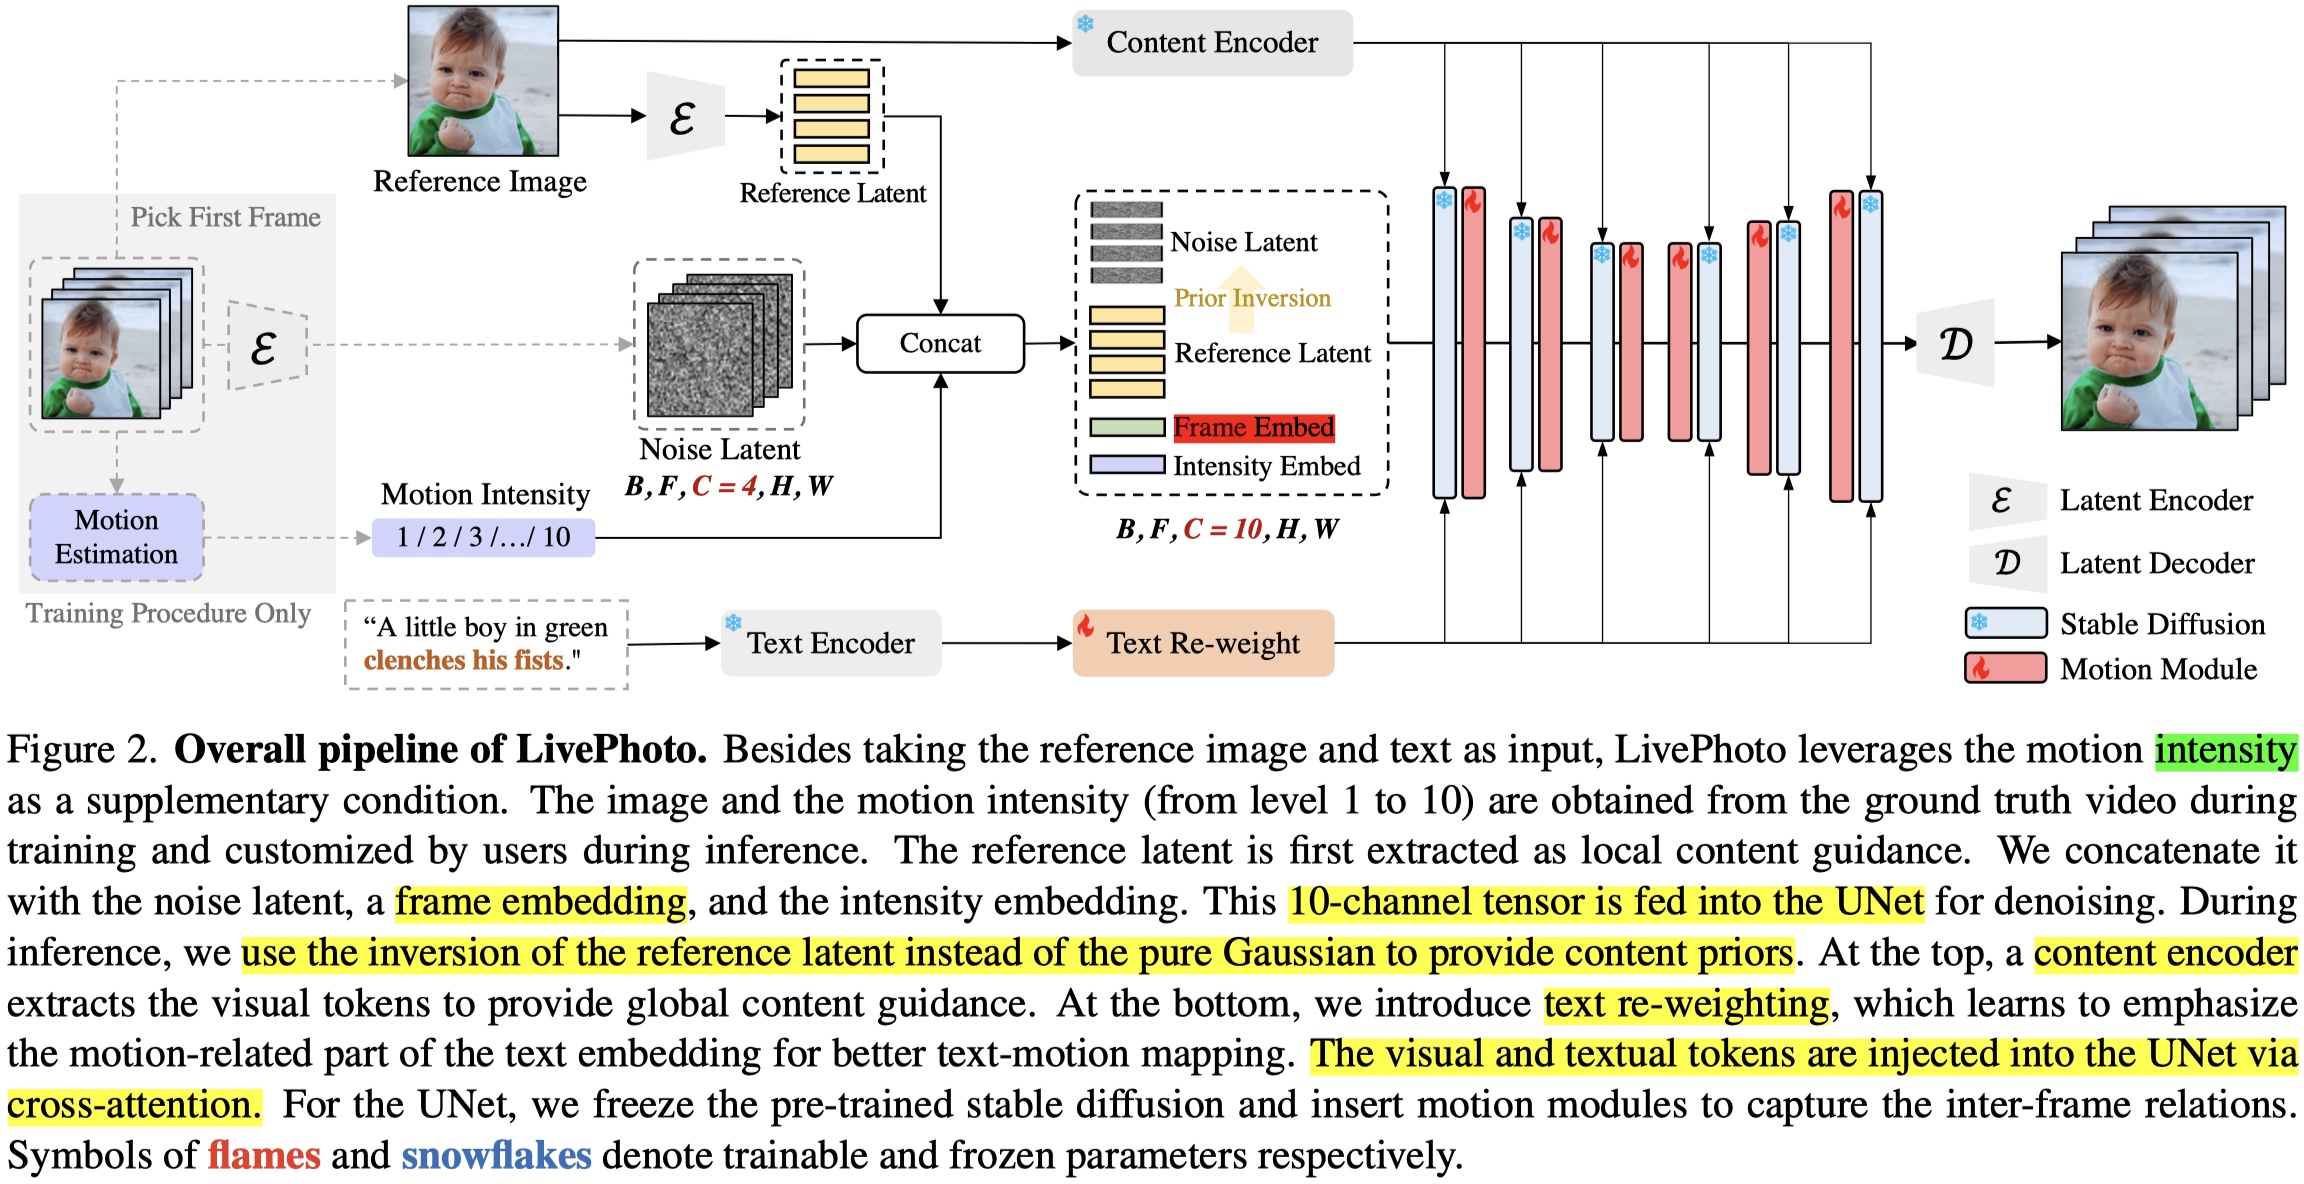 Content Encoder
ℰ
Reference Latent
Reference Image
Pick First Frame
ℰ
Noise Latent
B, F, C = 4, H, W
Concat
Noise Latent
Prior Inversion
Reference Latent
Frame Embed
Intensity Embed
B, F, C = 10, H, W
𝒟
Motion
Estimation
Motion Intensity
1 / 2 / 3 /…/ 10
Training Procedure Only
“A little boy in green
clenches his fists."
Text Encoder
Text Re-weight
ℰ
Latent Encoder
𝒟
Latent Decoder
Stable Diffusion
Motion Module
Figure 2. Overall pipeline of LivePhoto. Besides taking the reference image and text as input, LivePhoto leverages the motion intensity
as a supplementary condition. The image and the motion intensity (from level 1 to 10) are obtained from the ground truth video during
training and customized by users during inference. The reference latent is first extracted as local content guidance. We concatenate it
with the noise latent, a frame embedding, and the intensity embedding. This 10-channel tensor is fed into the UNet for denoising. During
inference, we use the inversion of the reference latent instead of the pure Gaussian to provide content priors. At the top, a content encoder
extracts the visual tokens to provide global content guidance. At the bottom, we introduce text re-weighting, which learns to emphasize
the motion-related part of the text embedding for better text-motion mapping. The visual and textual tokens are injected into the UNet via
cross-attention. For the UNet, we freeze the pre-trained stable diffusion and insert motion modules to capture the inter-frame relations.
Symbols of flames and snowflakes denote trainable and frozen parameters respectively.